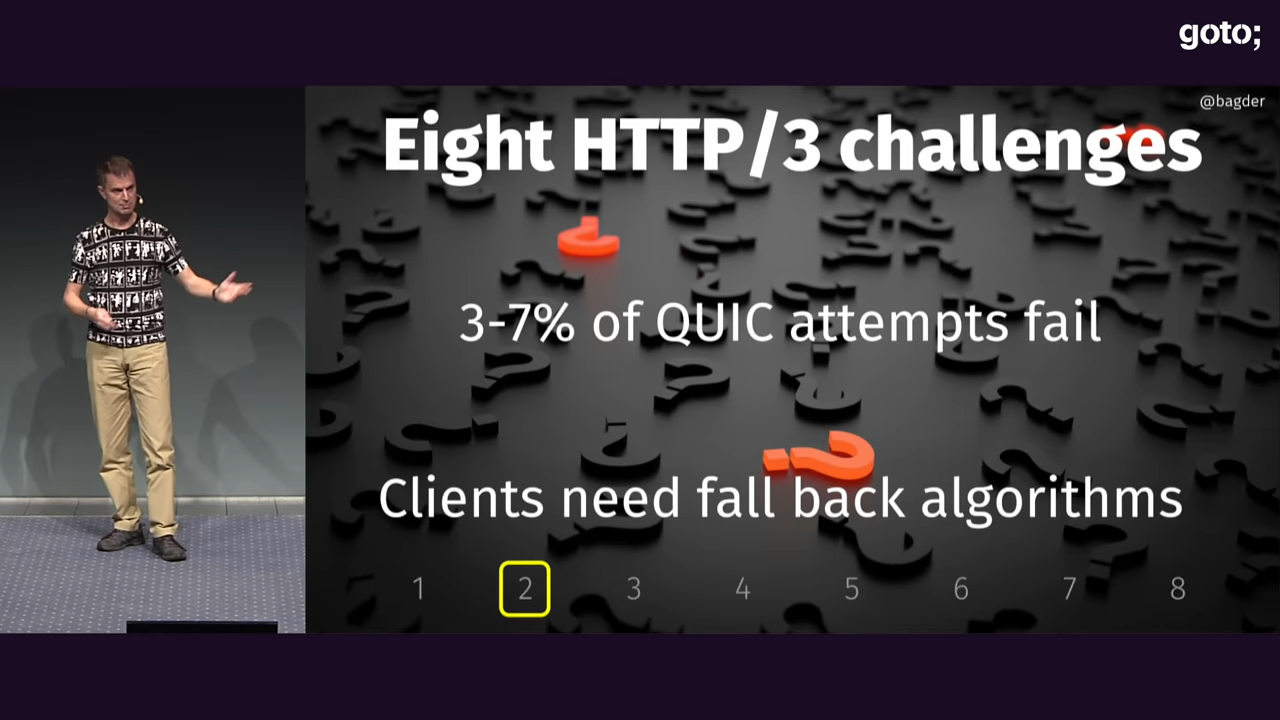 goto;
@bagder
Eight HTTP/3 challenges
3-7% of QUIC attempts fail
Clients need fall back algorithms
1 2 3 4 5 6 7 8